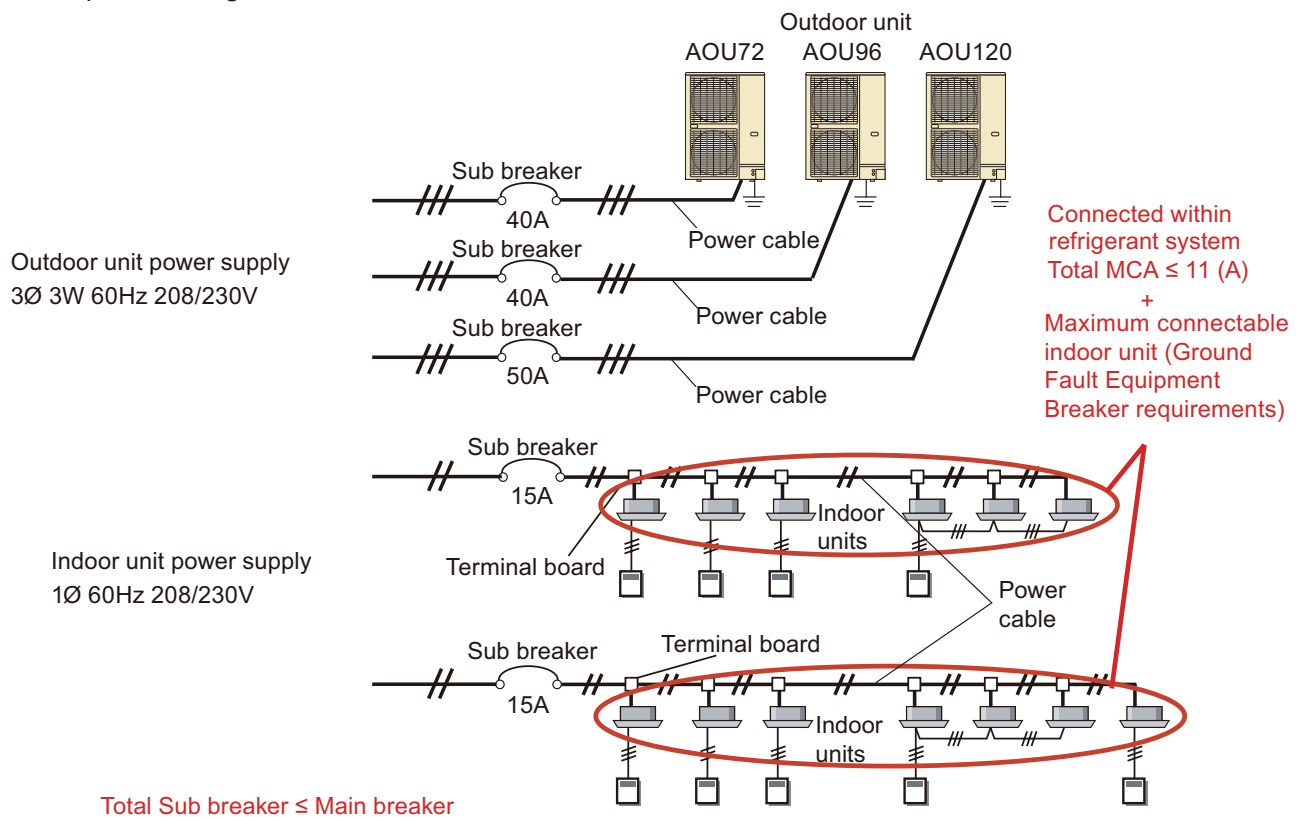 Outdoor unit
AOU72
AOU96
AOU120
Sub breaker
40A
Power cable
Sub breaker
40A
Power cable
Sub breaker
50A
Power cable
Outdoor unit power supply
3Ø 3W 60Hz 208/230V
Connected within
refrigerant system
Total MCA ≤ 11 (A)
+
Maximum connectable
indoor unit (Ground
Fault Equipment
Breaker requirements)
Sub breaker
15A
Terminal board
Indoor
units
Indoor unit power supply
1Ø 60Hz 208/230V
Power
cable
Sub breaker
15A
Terminal board
Indoor
units
Total Sub breaker ≤ Main breaker